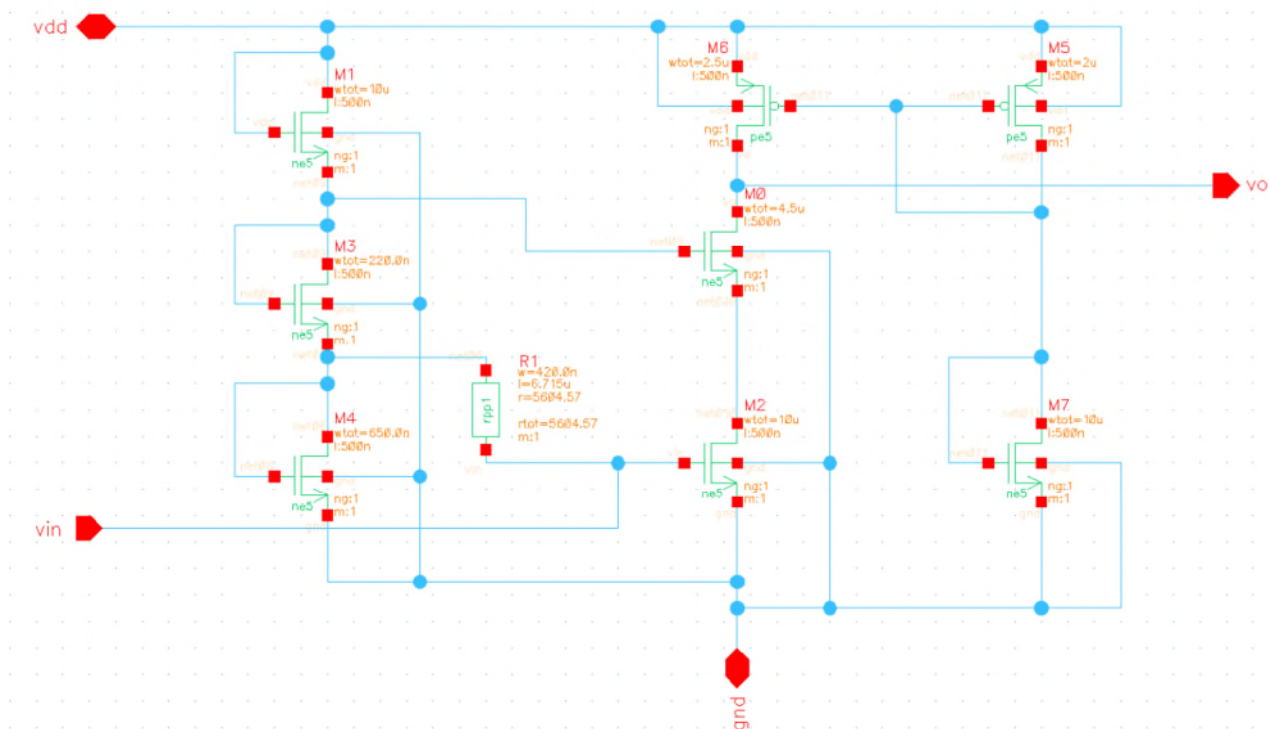 vdd
M1
wtot=10u
l:500n
ng:1
m:1
ne5
M6
wtot=2.5u
l:500n
ng:1
m:1
pe5
M5
wtot=2u
l:500n
ng:1
m:1
pe5
vo
M3
wtot=220.0n
l:500n
ng:1
m:1
ne5
M0
wtot=4.5u
l:500n
ng:1
m:1
ne5
R1
w=420.0n
l=6.715u
r=5604.57
rtot=5604.57
m:1
rpp1
M4
wtot=650.0n
l:500n
ng:1
m:1
ne5
M2
wtot=10u
l:500n
ng:1
m:1
ne5
M7
wtot=10u
l:500n
ng:1
m:1
ne5
vin
gnd